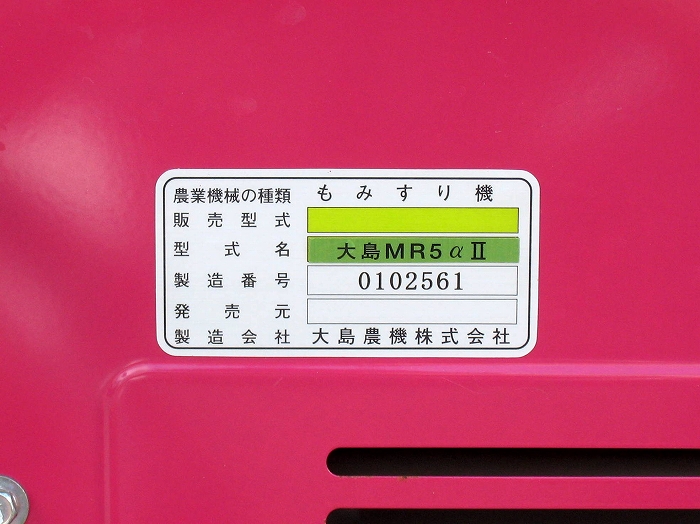 農業機械の種類 もみすり機
販売型式
型式名 大島MR5αⅡ
製造番号 0102561
発売元
製造会社 大島農機株式会社